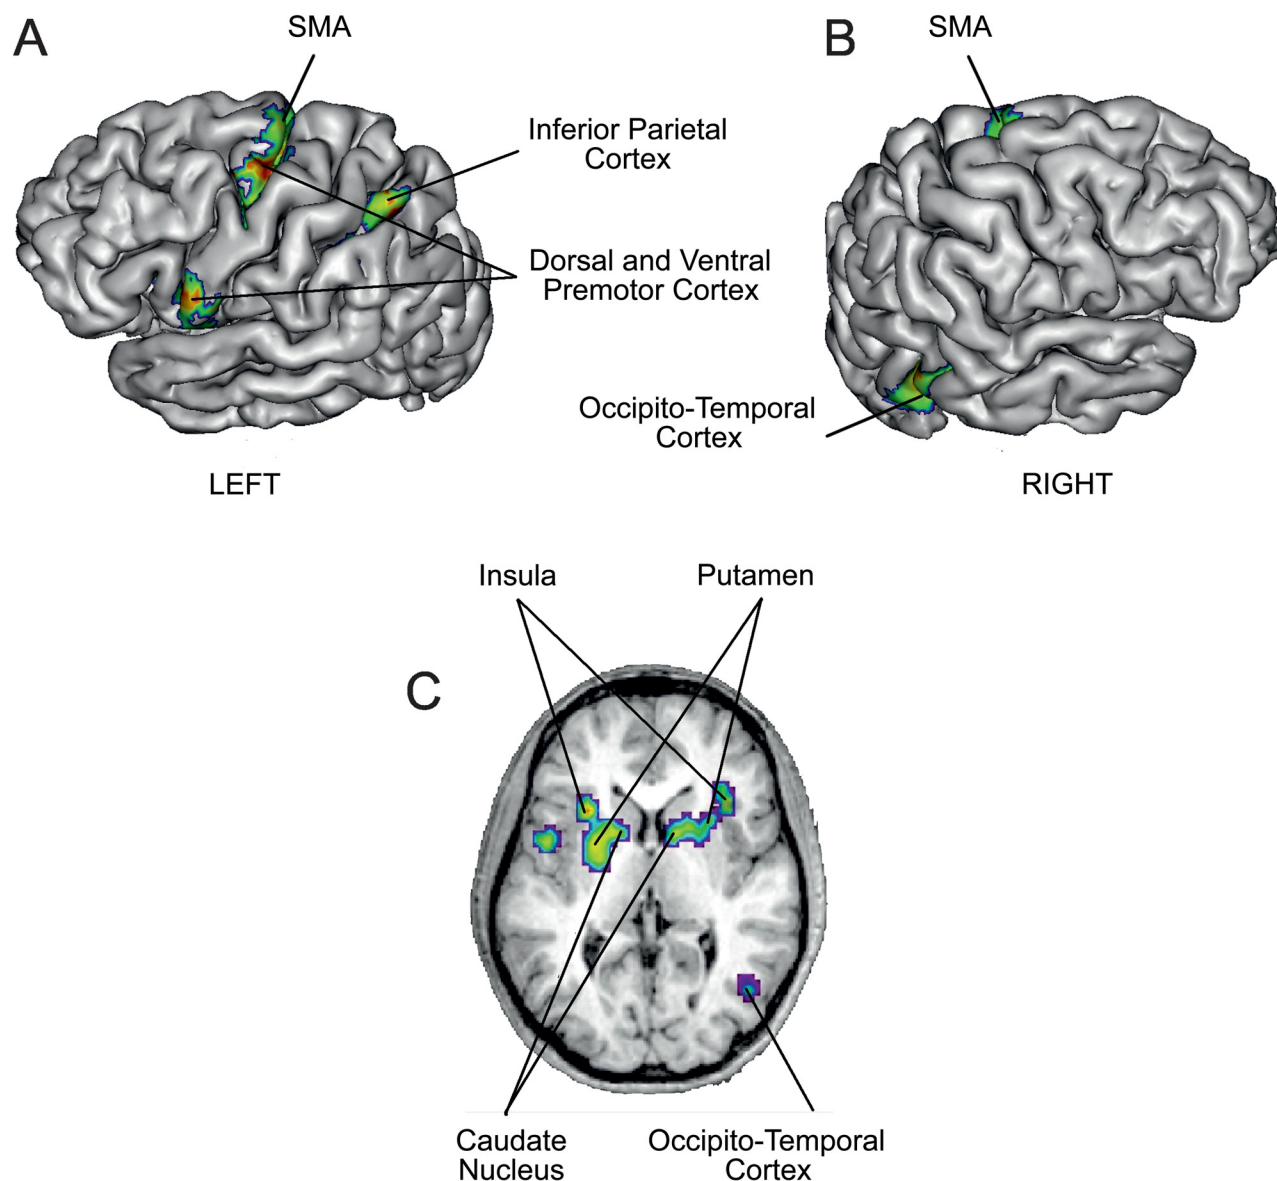 A
SMA
B
SMA
Inferior Parietal
Cortex
Dorsal and Ventral
Premotor Cortex
Occipito-Temporal
Cortex
LEFT
RIGHT
Insula
Putamen
C
Caudate
Nucleus
Occipito-Temporal
Cortex